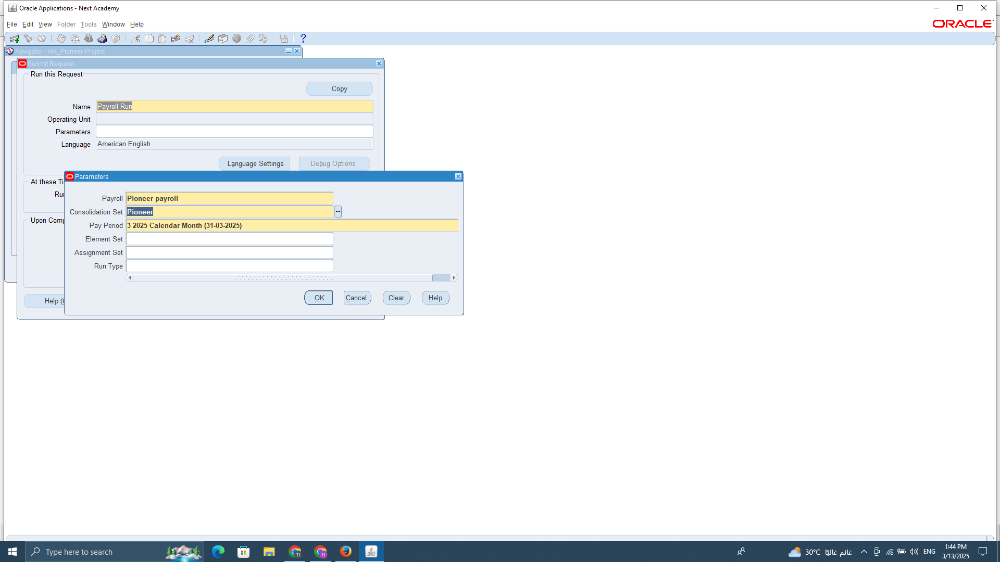 Oracle Applications - Next Academy
File Edit View Folder Tools Window Help
ORACLE
Navigator - HR_Pioneer-Project
Submit Request
Run this Request
Copy
Name Payroll Run
Operating Unit
Parameters
Language American English
Language Settings Debug Options
At these Ti
Ru
Upon Comp
Help (
Parameters
Payroll Pioneer payroll
Consolidation Set Pioneer
Pay Period 3 2025 Calendar Month (31-03-2025)
Element Set
Assignment Set
Run Type
OK Cancel Clear Help
Type here to search
Ti
H
30°C غائم غالبًا
ENG
1:44 PM
3/13/2025